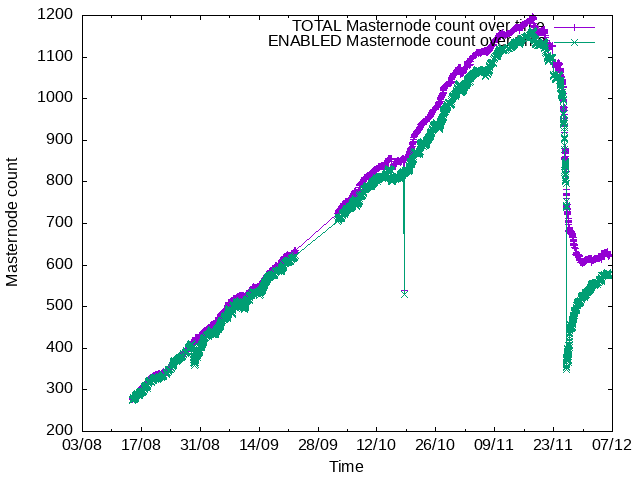 TOTAL Masternode count over time
ENABLED Masternode count over time
1200
1100
1000
900
800
700
600
500
400
300
200
Masternode count
03/08 17/08 31/08 14/09 28/09 12/10 26/10 09/11 23/11 07/12
Time